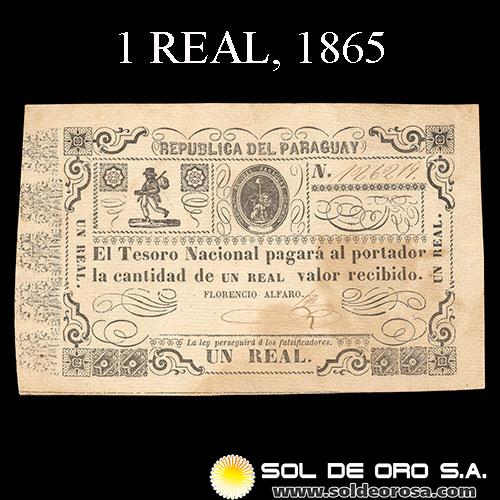 1 REAL, 1865
REPUBLICA DEL PARAGUAY
N. 126214
UN REAL.
UN REAL.
El Tesoro Nacional pagará al portador
la cantidad de UN REAL valor recibido.
FLORENCIO ALFARO.
La ley perseguirá á los falsificadores.
UN REAL.
SOL DE ORO S.A.
www.soldeorosa.com